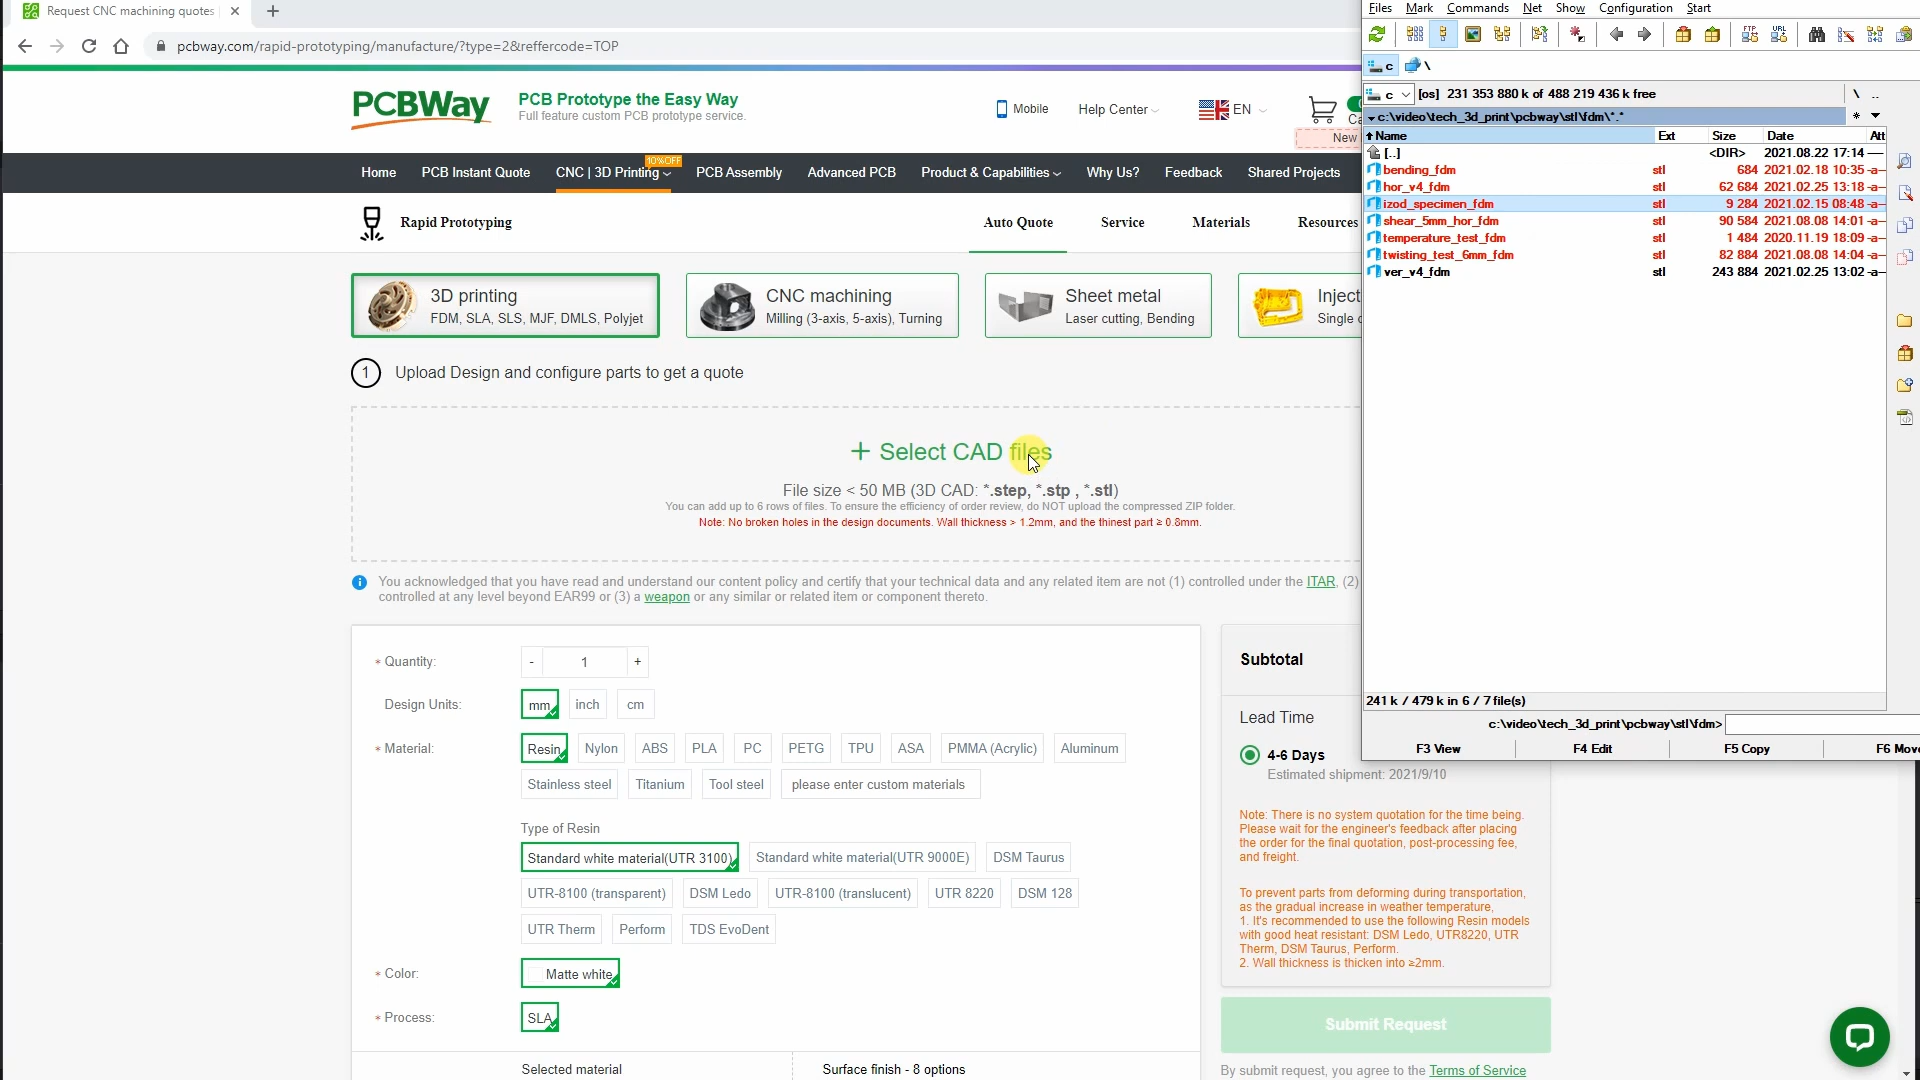 Request CNC machining quotes
pcbway.com/rapid-prototyping/manufacture/?type=2&reffercode=TOP
PCBWay
PCB Prototype the Easy Way
Full feature custom PCB prototype service.
Mobile
Help Center
EN
New
Home
PCB Instant Quote
CNC | 3D Printing
10%OFF
PCB Assembly
Advanced PCB
Product & Capabilities
Why Us?
Feedback
Shared Projects
Rapid Prototyping
Auto Quote
Service
Materials
Resources
3D printing
FDM, SLA, SLS, MJF, DMLS, Polyjet
CNC machining
Milling (3-axis, 5-axis), Turning
Sheet metal
Laser cutting, Bending
Inject
Single
1 Upload Design and configure parts to get a quote
+ Select CAD files
File size < 50 MB (3D CAD: *.step, *.stp , *.stl)
You can add up to 6 rows of files. To ensure the efficiency of order review, do NOT upload the compressed ZIP folder.
Note: No broken holes in the design documents. Wall thickness > 1.2mm, and the thinest part ≥ 0.8mm.
You acknowledged that you have read and understand our content policy and certify that your technical data and any related item are not (1) controlled under the ITAR, (2)
controlled at any level beyond EAR99 or (3) a weapon or any similar or related item or component thereto.
* Quantity:
- 1 +
Design Units:
mm inch cm
* Material:
Resin Nylon ABS PLA PC PETG TPU ASA PMMA (Acrylic) Aluminum
Stainless steel Titanium Tool steel please enter custom materials
Type of Resin
Standard white material(UTR 3100) Standard white material(UTR 9000E) DSM Taurus
UTR-8100 (transparent) DSM Ledo UTR-8100 (translucent) UTR 8220 DSM 128
UTR Therm Perform TDS EvoDent
* Color:
Matte white
* Process:
SLA
Selected material
Surface finish - 8 options
Subtotal
Lead Time
4-6 Days
Estimated shipment: 2021/9/10
Note: There is no system quotation for the time being.
Please wait for the engineer's feedback after placing
the order for the final quotation, post-processing fee,
and freight.
To prevent parts from deforming during transportation,
as the gradual increase in weather temperature,
1. It's recommended to use the following Resin models
with good heat resistant: DSM Ledo, UTR8220, UTR
Therm, DSM Taurus, Perform.
2. Wall thickness is thicken into ≥2mm.
Submit Request
By submit request, you agree to the Terms of Service
Files Mark Commands Net Show Configuration Start
FTP URL
c \
c [os] 231 353 880 k of 488 219 436 k free \ ..
c:\video\tech_3d_print\pcbway\stl\fdm\*.* *
Name Ext Size Date Att
[..] <DIR> 2021.08.22 17:14 —
bending_fdm stl 684 2021.02.18 10:35 -a-
hor_v4_fdm stl 62 684 2021.02.25 13:18 -a-
izod_specimen_fdm stl 9 284 2021.02.15 08:48 -a-
shear_5mm_hor_fdm stl 90 584 2021.08.08 14:01 -a-
temperature_test_fdm stl 1 484 2020.11.19 18:09 -a-
twisting_test_6mm_fdm stl 82 884 2021.08.08 14:04 -a-
ver_v4_fdm stl 243 884 2021.02.25 13:02 -a-
241 k / 479 k in 6 / 7 file(s)
c:\video\tech_3d_print\pcbway\stl\fdm>
F3 View F4 Edit F5 Copy F6 Move